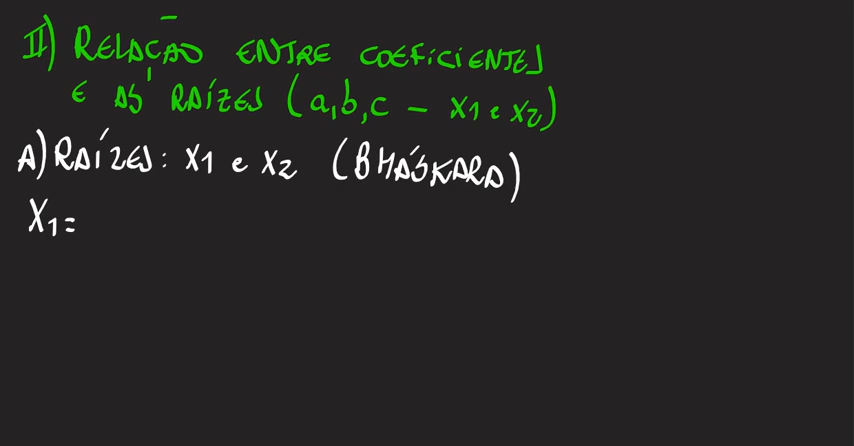 II) RELAÇÃO ENTRE COEFICIENTES
E AS RAÍZES (a,b,c - X1 e X2)
A) RAÍZES: X1 e X2 (BHÁSKARA)
X1=